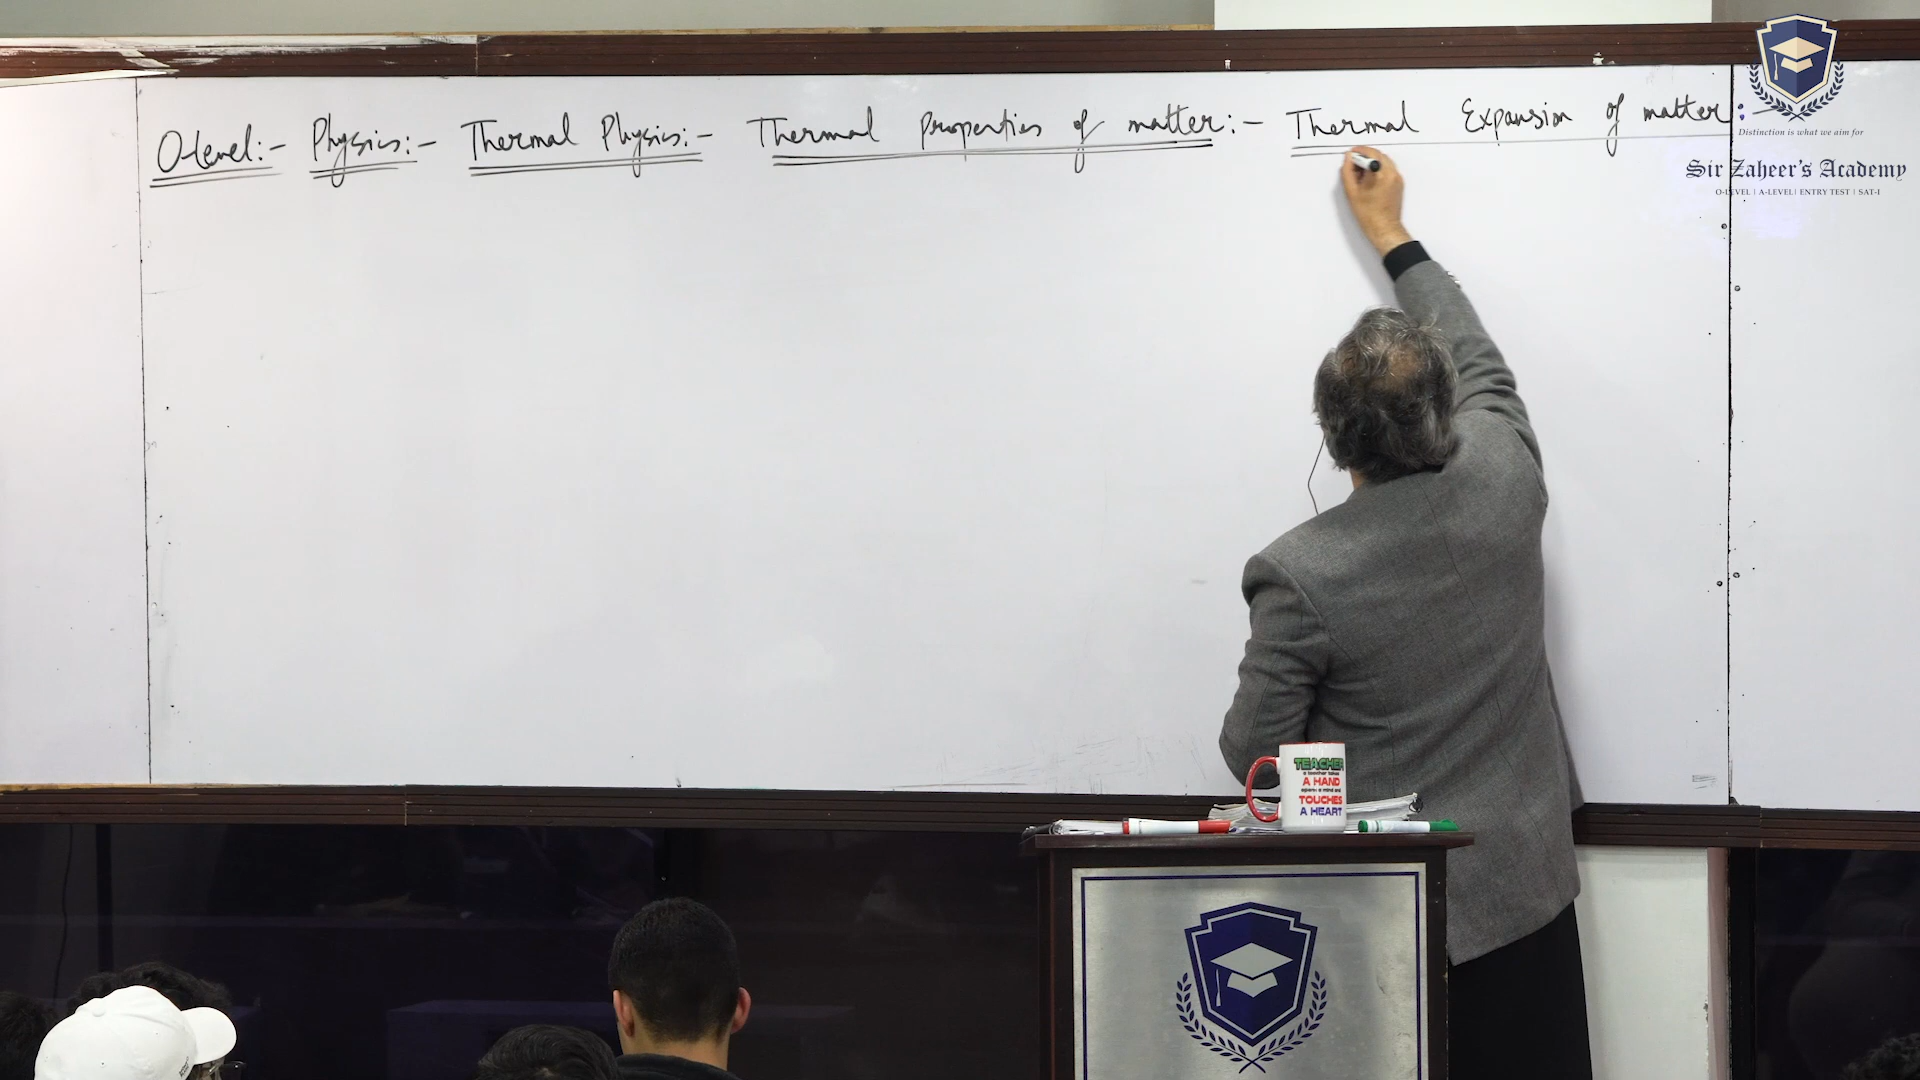 O-level:- Physics:- Thermal Physics:- Thermal Properties of matter:- Thermal Expansion of matter:-
Distinction is what we aim for
Sir Zaheer's Academy
O-LEVEL | A-LEVEL | ENTRY TEST | SAT-I
TEACHER
A HAND
TOUCHES
A HEART